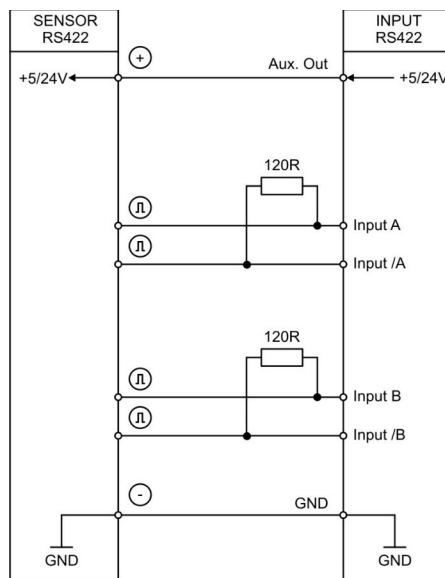 SENSOR
RS422
INPUT
RS422
+
Aux. Out
+5/24V
+5/24V
120R
Input A
Input /A
120R
Input B
Input /B
-
GND
GND
GND